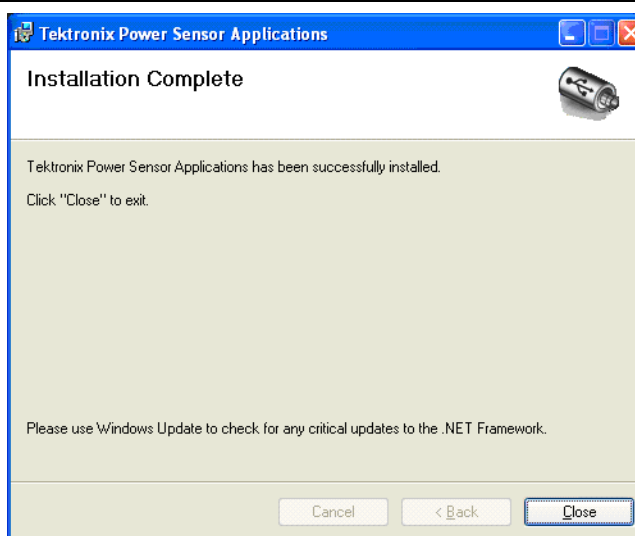 Tektronix Power Sensor Applications
Installation Complete
Tektronix Power Sensor Applications has been successfully installed.
Click "Close" to exit.
Please use Windows Update to check for any critical updates to the .NET Framework.
Cancel
< Back
Close